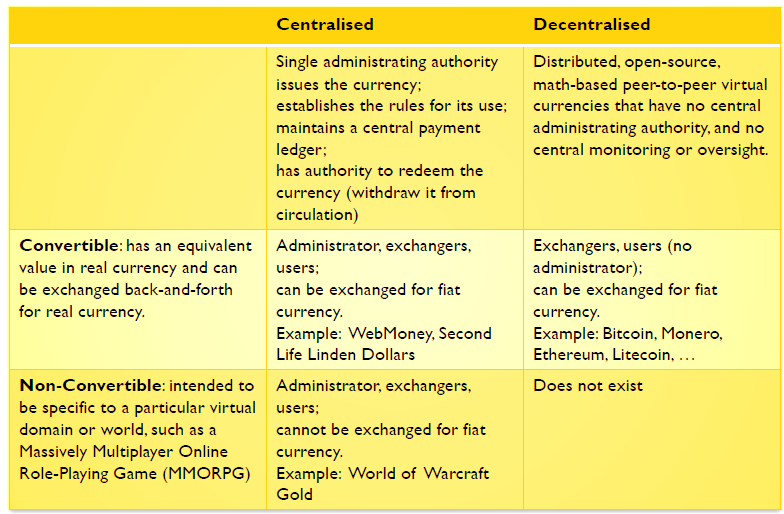 Centralised
Decentralised
Single administrating authority
issues the currency;
establishes the rules for its use;
maintains a central payment
ledger;
has authority to redeem the
currency (withdraw it from
circulation)
Distributed, open-source,
math-based peer-to-peer virtual
currencies that have no central
administrating authority, and no
central monitoring or oversight.
Convertible: has an equivalent
value in real currency and can
be exchanged back-and-forth
for real currency.
Administrator, exchangers,
users;
can be exchanged for fiat
currency.
Example: WebMoney, Second
Life Linden Dollars
Exchangers, users (no
administrator);
can be exchanged for fiat
currency.
Example: Bitcoin, Monero,
Ethereum, Litecoin, …
Non-Convertible: intended to
be specific to a particular virtual
domain or world, such as a
Massively Multiplayer Online
Role-Playing Game (MMORPG)
Administrator, exchangers,
users;
cannot be exchanged for fiat
currency.
Example: World of Warcraft
Gold
Does not exist